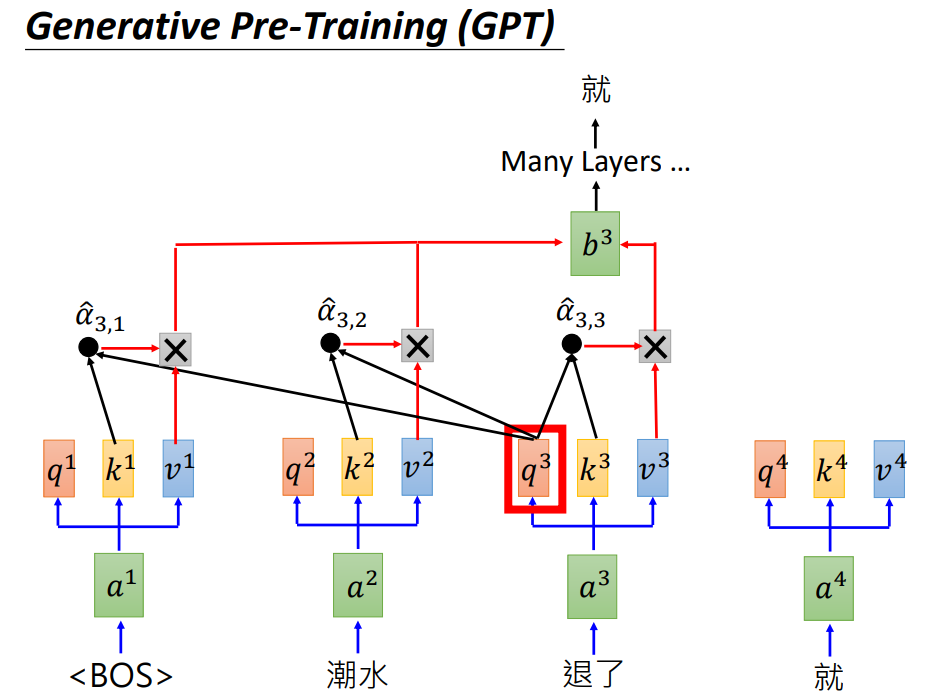 Generative Pre-Training (GPT)
就
Many Layers …
b³
α̂₃,₁ α̂₃,₂ α̂₃,₃
q¹ k¹ v¹ q² k² v² q³ k³ v³ q⁴ k⁴ v⁴
a¹ a² a³ a⁴
<BOS> 潮水 退了 就